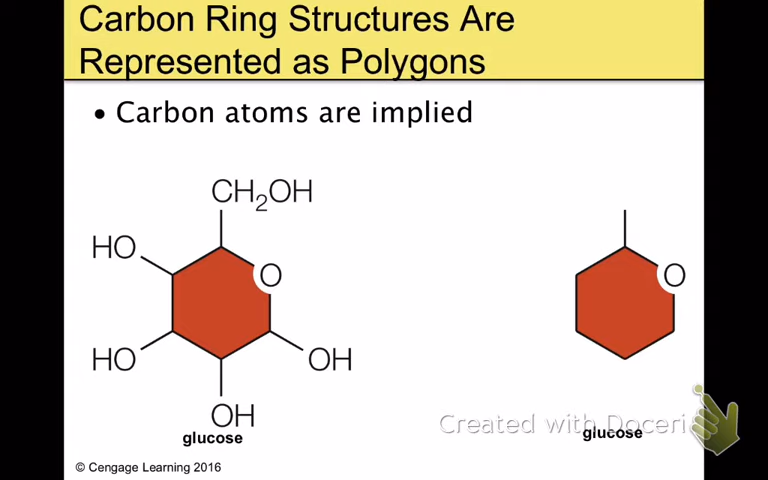 Carbon Ring Structures Are
Represented as Polygons
• Carbon atoms are implied
CH₂OH
HO
O
HO
OH
OH
glucose
O
Created with Doceri
glucose
© Cengage Learning 2016